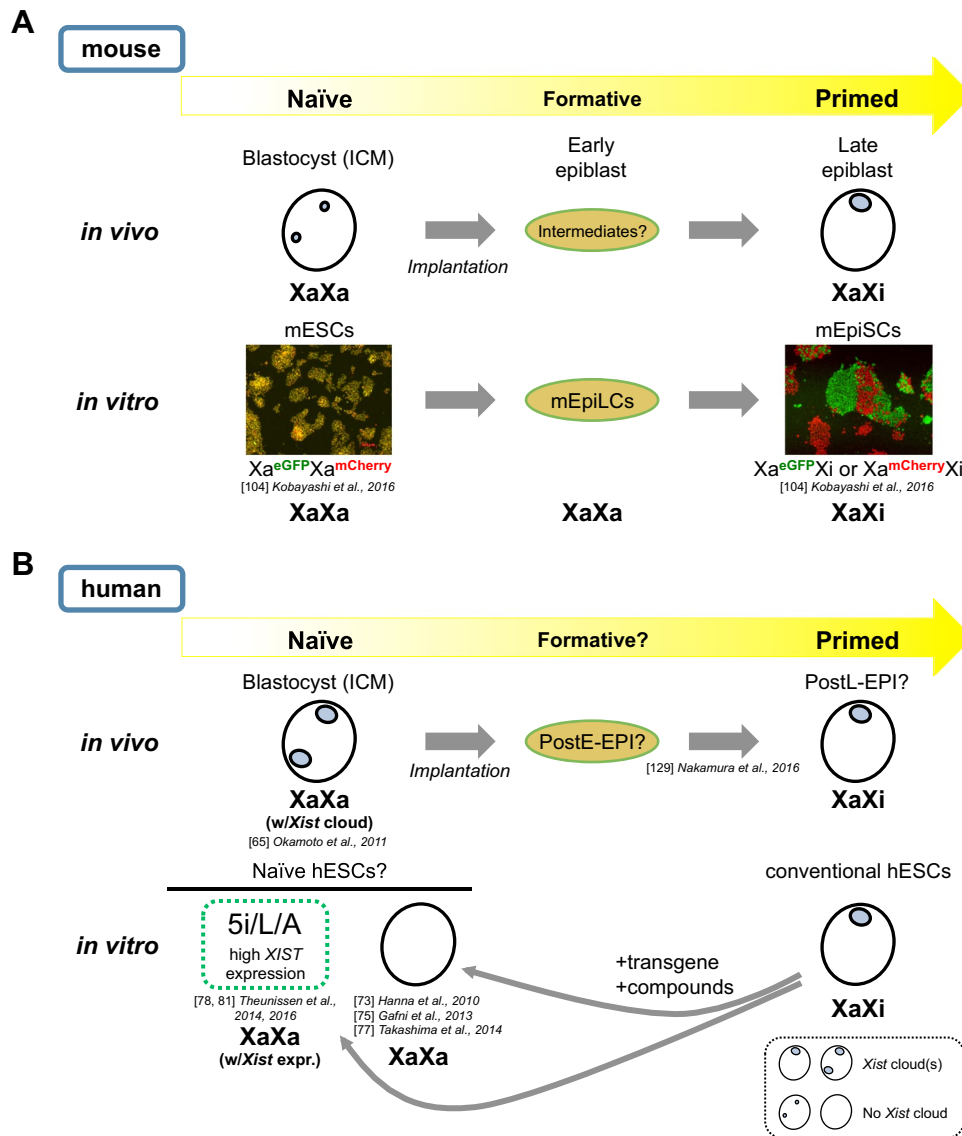 A
mouse
Naïve
Formative
Primed
Blastocyst (ICM)
Early
epiblast
Late
epiblast
in vivo
Implantation
Intermediates?
XaXa
XaXi
mESCs
mEpiSCs
in vitro
mEpiLCs
XaeGFPXamCherry
[104] Kobayashi et al., 2016
XaXa
XaXa
XaeGFPXi or XamCherryXi
[104] Kobayashi et al., 2016
XaXi
B
human
Naïve
Formative?
Primed
Blastocyst (ICM)
PostL-EPI?
in vivo
Implantation
PostE-EPI?
[129] Nakamura et al., 2016
XaXa
(w/Xist cloud)
[65] Okamoto et al., 2011
XaXi
Naïve hESCs?
conventional hESCs
in vitro
5i/L/A
high XIST
expression
[78, 81] Theunissen et al.,
2014, 2016
XaXa
(w/Xist expr.)
[73] Hanna et al., 2010
[75] Gafni et al., 2013
[77] Takashima et al., 2014
XaXa
+transgene
+compounds
XaXi
Xist cloud(s)
No Xist cloud